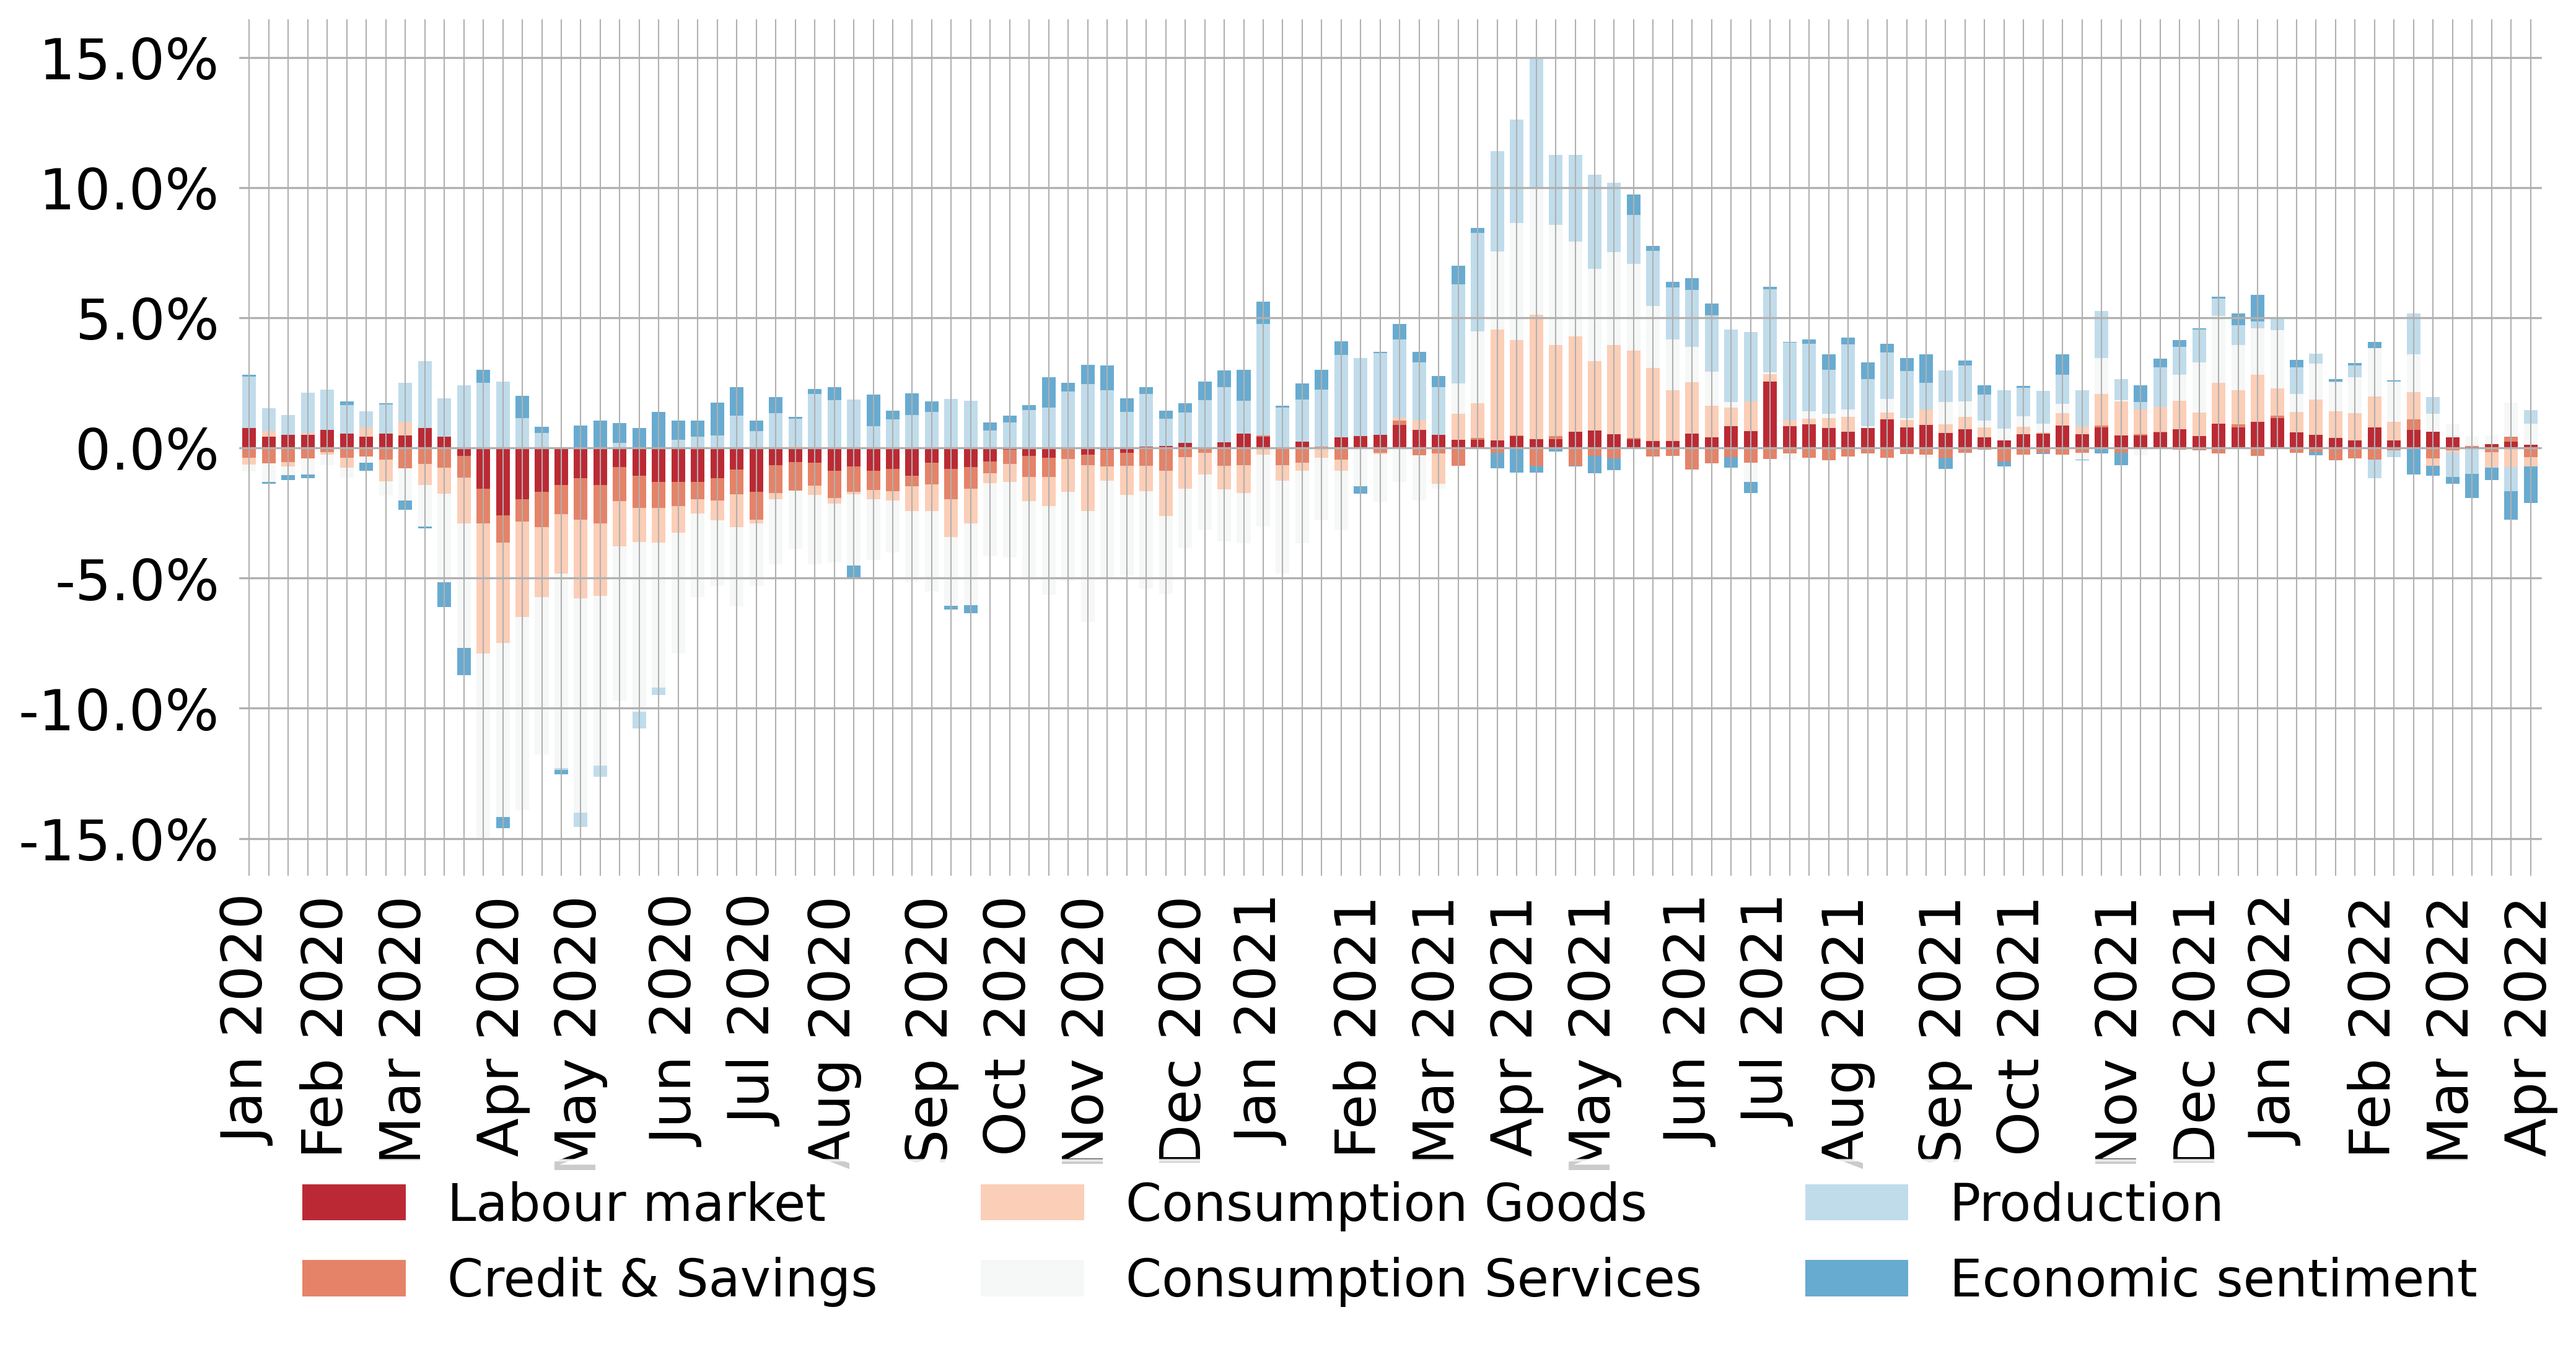 15.0%
10.0%
5.0%
0.0%
-5.0%
-10.0%
-15.0%
Jan 2020
Feb 2020
Mar 2020
Apr 2020
May 2020
Jun 2020
Jul 2020
Aug 2020
Sep 2020
Oct 2020
Nov 2020
Dec 2020
Jan 2021
Feb 2021
Mar 2021
Apr 2021
May 2021
Jun 2021
Jul 2021
Aug 2021
Sep 2021
Oct 2021
Nov 2021
Dec 2021
Jan 2022
Feb 2022
Mar 2022
Apr 2022
Labour market
Consumption Goods
Production
Credit & Savings
Consumption Services
Economic sentiment